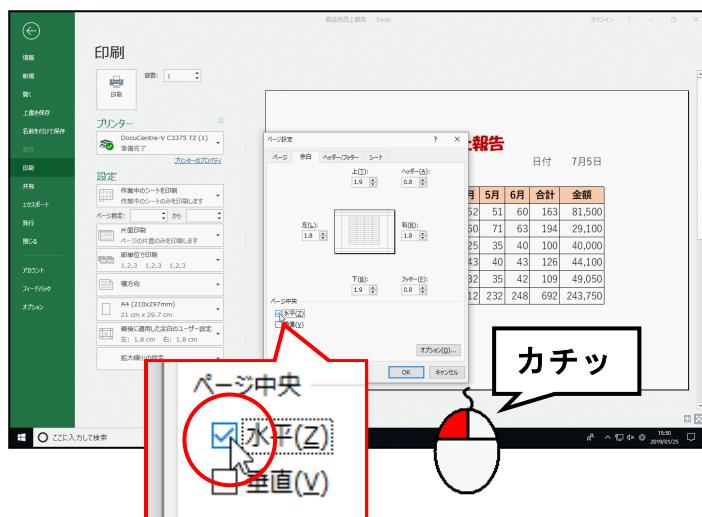 商品別売上報告 - Excel
サインイン ?
情報
新規
開く
上書き保存
名前を付けて保存
履歴
印刷
共有
エクスポート
発行
閉じる
アカウント
フィードバック
オプション
印刷
部数: 1
印刷
プリンター
DocuCentre-V C3375 T2 (1)
準備完了
プリンターのプロパティ
設定
作業中のシートを印刷
作業中のシートのみを印刷します
ページ指定: から
片面印刷
ページの片面のみを印刷します
部単位で印刷
1,2,3 1,2,3 1,2,3
横方向
A4 (210x297mm)
21 cm x 29.7 cm
最後に適用した余白のユーザー設定
左: 1.8 cm 右: 1.8 cm
拡大縮小の設定
ページ設定 ? ×
ページ 余白 ヘッダー/フッター シート
上(T): ヘッダー(A):
1.9 0.8
左(L): 右(R):
1.8 1.8
下(B): フッター(F):
1.9 0.8
ページ中央
水平(Z)
垂直(V)
オプション(O)...
OK キャンセル
上報告
日付 7月5日
月 5月 6月 合計 金額
52 51 60 163 81,500
60 71 63 194 29,100
25 35 40 100 40,000
43 40 43 126 44,100
32 35 42 109 49,050
12 232 248 692 243,750
カチッ
ページ中央
水平(Z)
垂直(V)
ここに入力して検索
15:30
2019/01/25